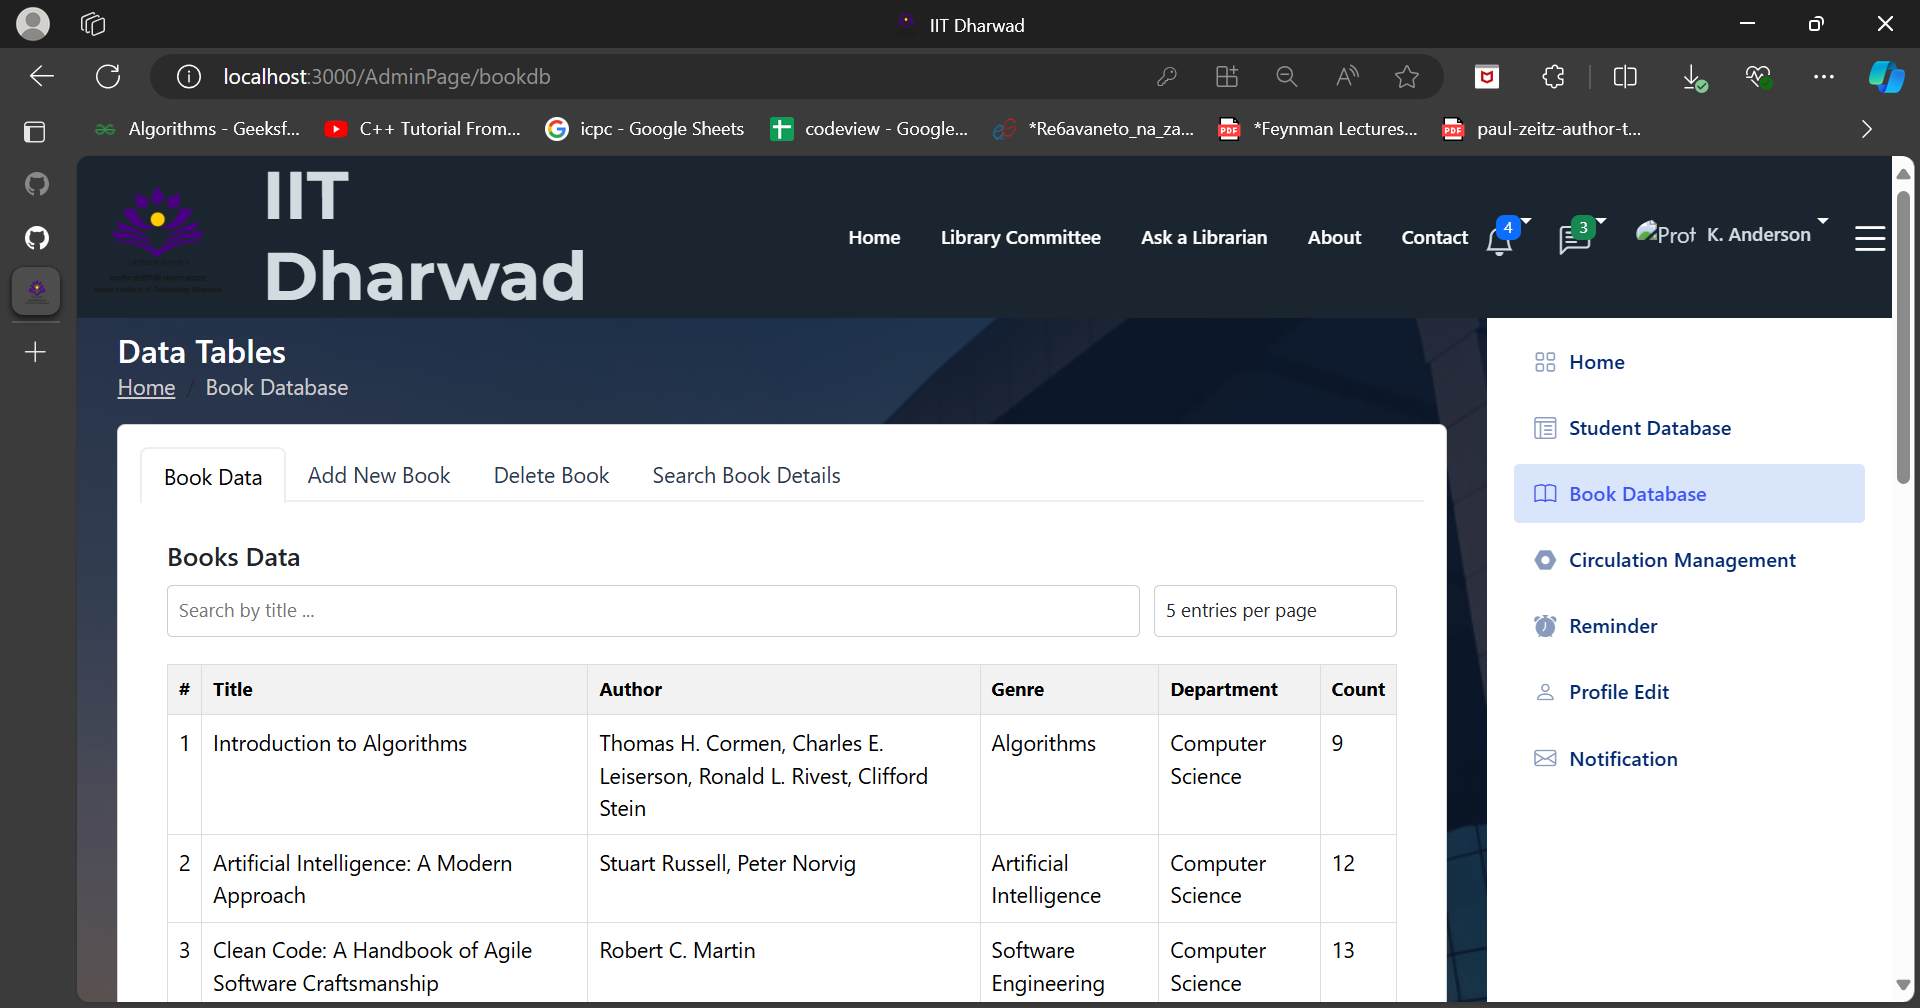 IIT Dharwad
localhost:3000/AdminPage/bookdb
Algorithms - Geeksf...
C++ Tutorial From...
icpc - Google Sheets
codeview - Google...
*Re6avaneto_na_za...
*Feynman Lectures...
paul-zeitz-author-t...
IIT
Dharwad
Home
Library Committee
Ask a Librarian
About
Contact
4
3
Prof
K. Anderson
Data Tables
Home / Book Database
Book Data
Add New Book
Delete Book
Search Book Details
Books Data
Search by title ...
5 entries per page
# Title Author Genre Department Count
1 Introduction to Algorithms Thomas H. Cormen, Charles E. Algorithms Computer 9
Leiserson, Ronald L. Rivest, Clifford Science
Stein
2 Artificial Intelligence: A Modern Stuart Russell, Peter Norvig Artificial Computer 12
Approach Intelligence Science
3 Clean Code: A Handbook of Agile Robert C. Martin Software Computer 13
Software Craftsmanship Engineering Science
Home
Student Database
Book Database
Circulation Management
Reminder
Profile Edit
Notification